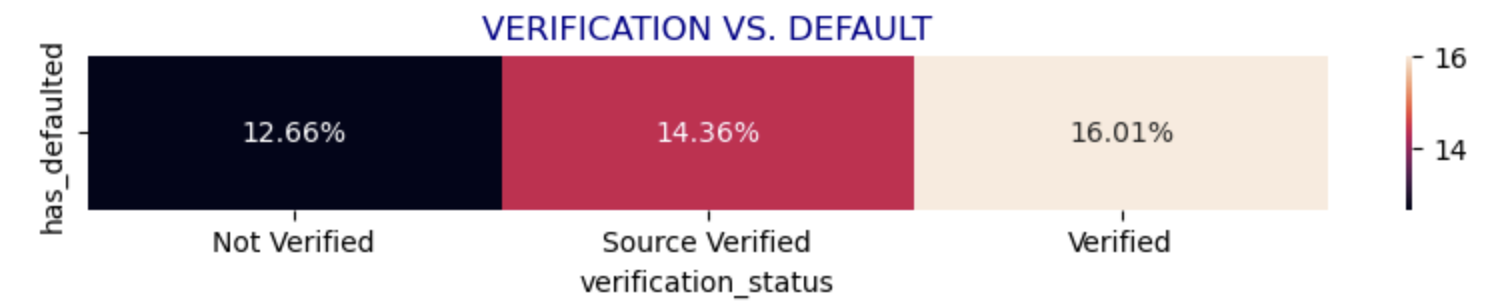 VERIFICATION VS. DEFAULT
has_defaulted
12.66% 14.36% 16.01%
16
14
Not Verified Source Verified Verified
verification_status